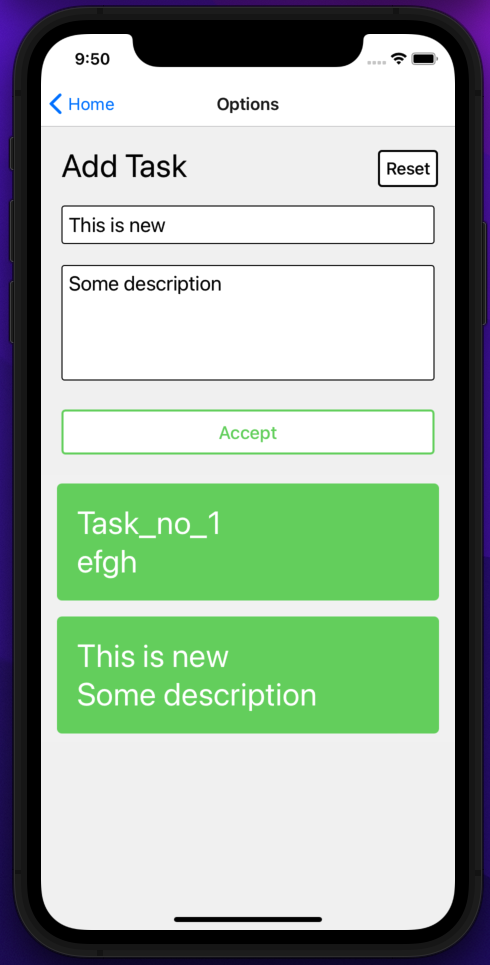 9:50
Home
Options
Add Task
Reset
This is new
Some description
Accept
Task_no_1
efgh
This is new
Some description